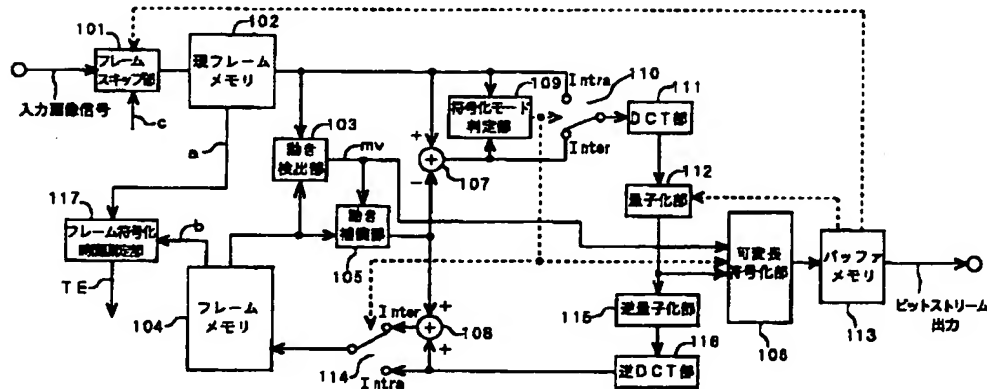 101
フレーム
スキップ部
入力画像信号
c
102
現フレーム
メモリ
a
103
動き
検出部
mv
117
フレーム符号化
時間測定部
b
TE
104
フレーム
メモリ
動き
補償部
105
+
-
107
109
符号化モード
判定部
Intra
110
Inter
111
DCT部
112
量子化部
可変長
符号化部
106
バッファ
メモリ
113
ビットストリーム
出力
115
逆量子化部
116
逆DCT部
+
+
108
Inter
114
Intra